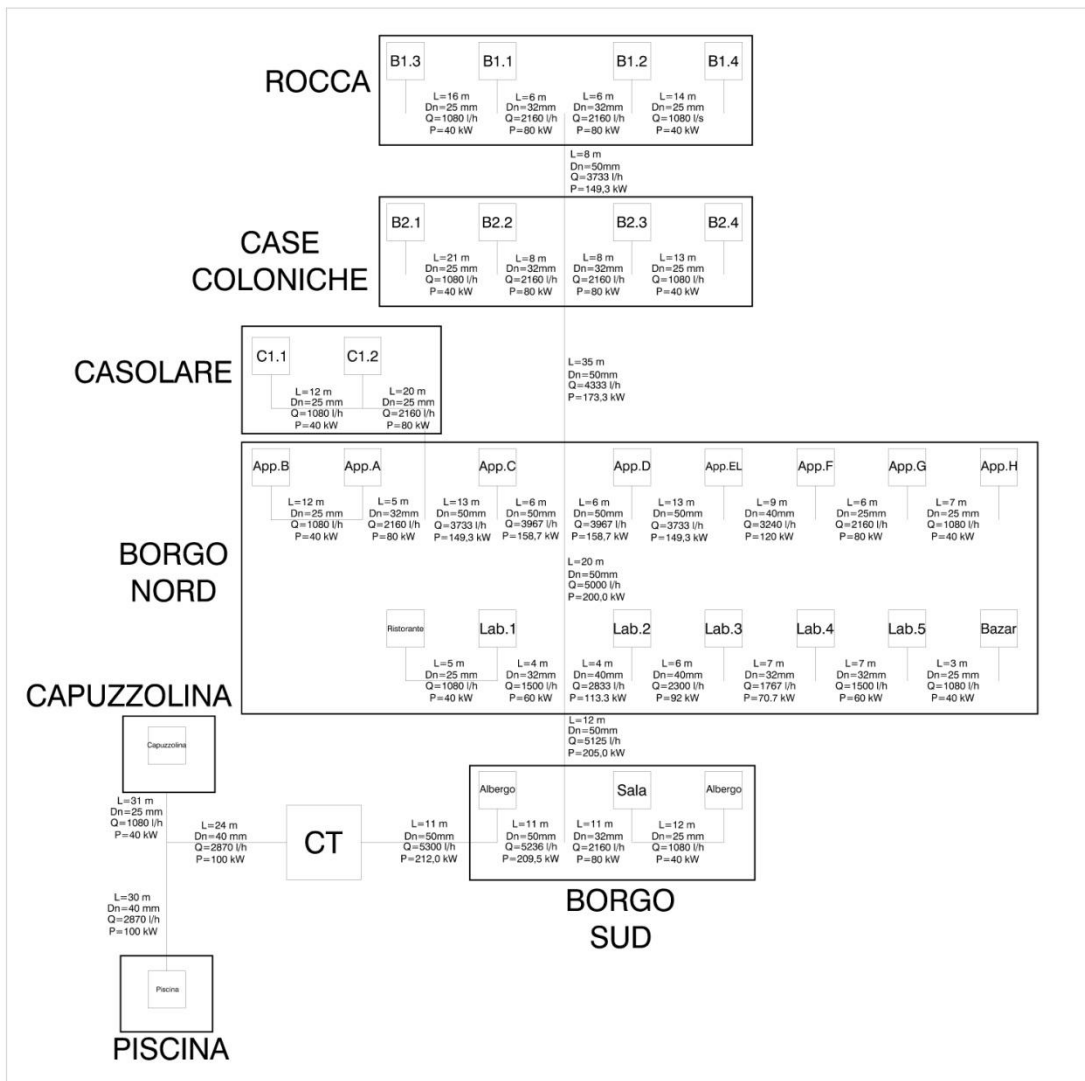 ROCCA
B1.3
B1.1
B1.2
B1.4
L=16 m
Dn=25 mm
Q=1080 l/h
P=40 kW
L=6 m
Dn=32mm
Q=2160 l/h
P=80 kW
L=6 m
Dn=32mm
Q=2160 l/h
P=80 kW
L=14 m
Dn=25 mm
Q=1080 l/s
P=40 kW
L=8 m
Dn=50mm
Q=3733 l/h
P=149,3 kW
CASE
COLONICHE
B2.1
B2.2
B2.3
B2.4
L=21 m
Dn=25 mm
Q=1080 l/h
P=40 kW
L=8 m
Dn=32mm
Q=2160 l/h
P=80 kW
L=8 m
Dn=32mm
Q=2160 l/h
P=80 kW
L=13 m
Dn=25 mm
Q=1080 l/h
P=40 kW
L=35 m
Dn=50mm
Q=4333 l/h
P=173,3 kW
CASOLARE
C1.1
C1.2
L=12 m
Dn=25 mm
Q=1080 l/h
P=40 kW
L=20 m
Dn=25 mm
Q=2160 l/h
P=80 kW
BORGO
NORD
App.B
App.A
App.C
App.D
App.EL
App.F
App.G
App.H
L=12 m
Dn=25 mm
Q=1080 l/h
P=40 kW
L=5 m
Dn=32mm
Q=2160 l/h
P=80 kW
L=13 m
Dn=50mm
Q=3733 l/h
P=149,3 kW
L=6 m
Dn=50mm
Q=3967 l/h
P=158,7 kW
L=6 m
Dn=50mm
Q=3967 l/h
P=158,7 kW
L=13 m
Dn=50mm
Q=3733 l/h
P=149,3 kW
L=9 m
Dn=40mm
Q=3240 l/h
P=120 kW
L=6 m
Dn=25mm
Q=2160 l/h
P=80 kW
L=7 m
Dn=25 mm
Q=1080 l/h
P=40 kW
L=20 m
Dn=50mm
Q=5000 l/h
P=200,0 kW
Ristorante
Lab.1
Lab.2
Lab.3
Lab.4
Lab.5
Bazar
L=5 m
Dn=25 mm
Q=1080 l/h
P=40 kW
L=4 m
Dn=32mm
Q=1500 l/h
P=60 kW
L=4 m
Dn=40mm
Q=2833 l/h
P=113.3 kW
L=6 m
Dn=40mm
Q=2300 l/h
P=92 kW
L=7 m
Dn=32mm
Q=1767 l/h
P=70.7 kW
L=7 m
Dn=32mm
Q=1500 l/h
P=60 kW
L=3 m
Dn=25 mm
Q=1080 l/h
P=40 kW
L=12 m
Dn=50mm
Q=5125 l/h
P=205,0 kW
CAPUZZOLINA
Capuzzolina
L=31 m
Dn=25 mm
Q=1080 l/h
P=40 kW
L=24 m
Dn=40 mm
Q=2870 l/h
P=100 kW
CT
L=11 m
Dn=50mm
Q=5300 l/h
P=212,0 kW
Albergo
Sala
Albergo
L=11 m
Dn=50mm
Q=5236 l/h
P=209,5 kW
L=11 m
Dn=32mm
Q=2160 l/h
P=80 kW
L=12 m
Dn=25 mm
Q=1080 l/h
P=40 kW
BORGO
SUD
L=30 m
Dn=40 mm
Q=2870 l/h
P=100 kW
Piscina
PISCINA